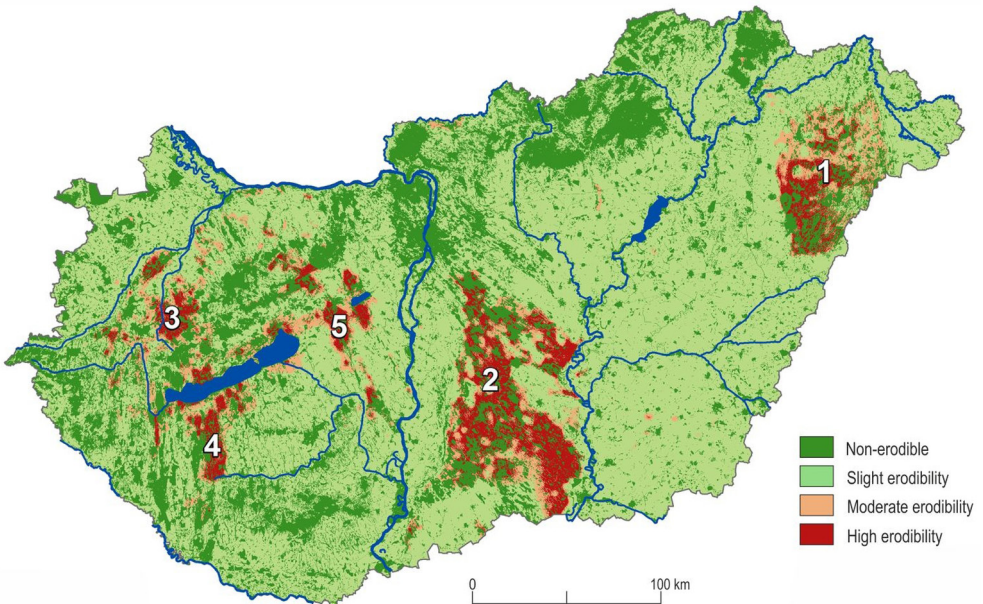 1
2
3
4
5
Non-erodible
Slight erodibility
Moderate erodibility
High erodibility
0 100 km